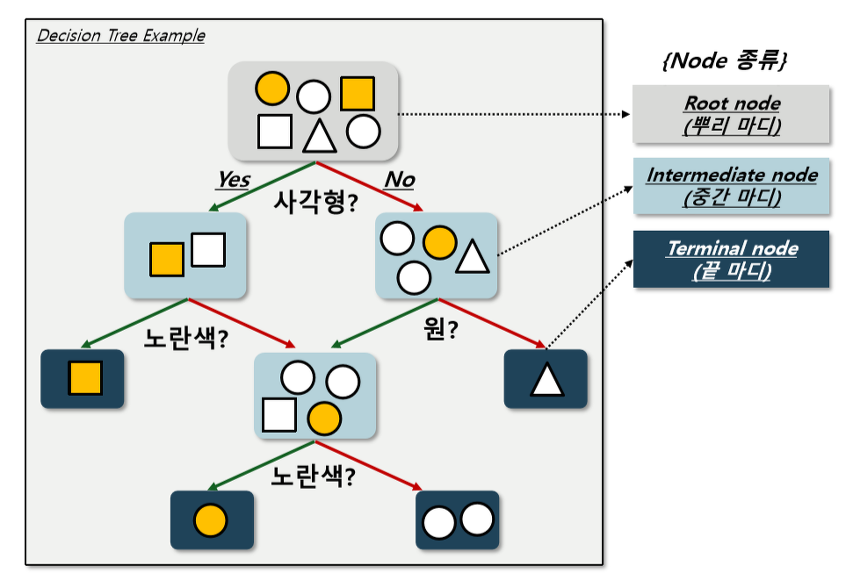 Decision Tree Example
{Node 종류}
Root node
(뿌리 마디)
Intermediate node
(중간 마디)
Terminal node
(끝 마디)
Yes
No
사각형?
노란색?
원?
노란색?